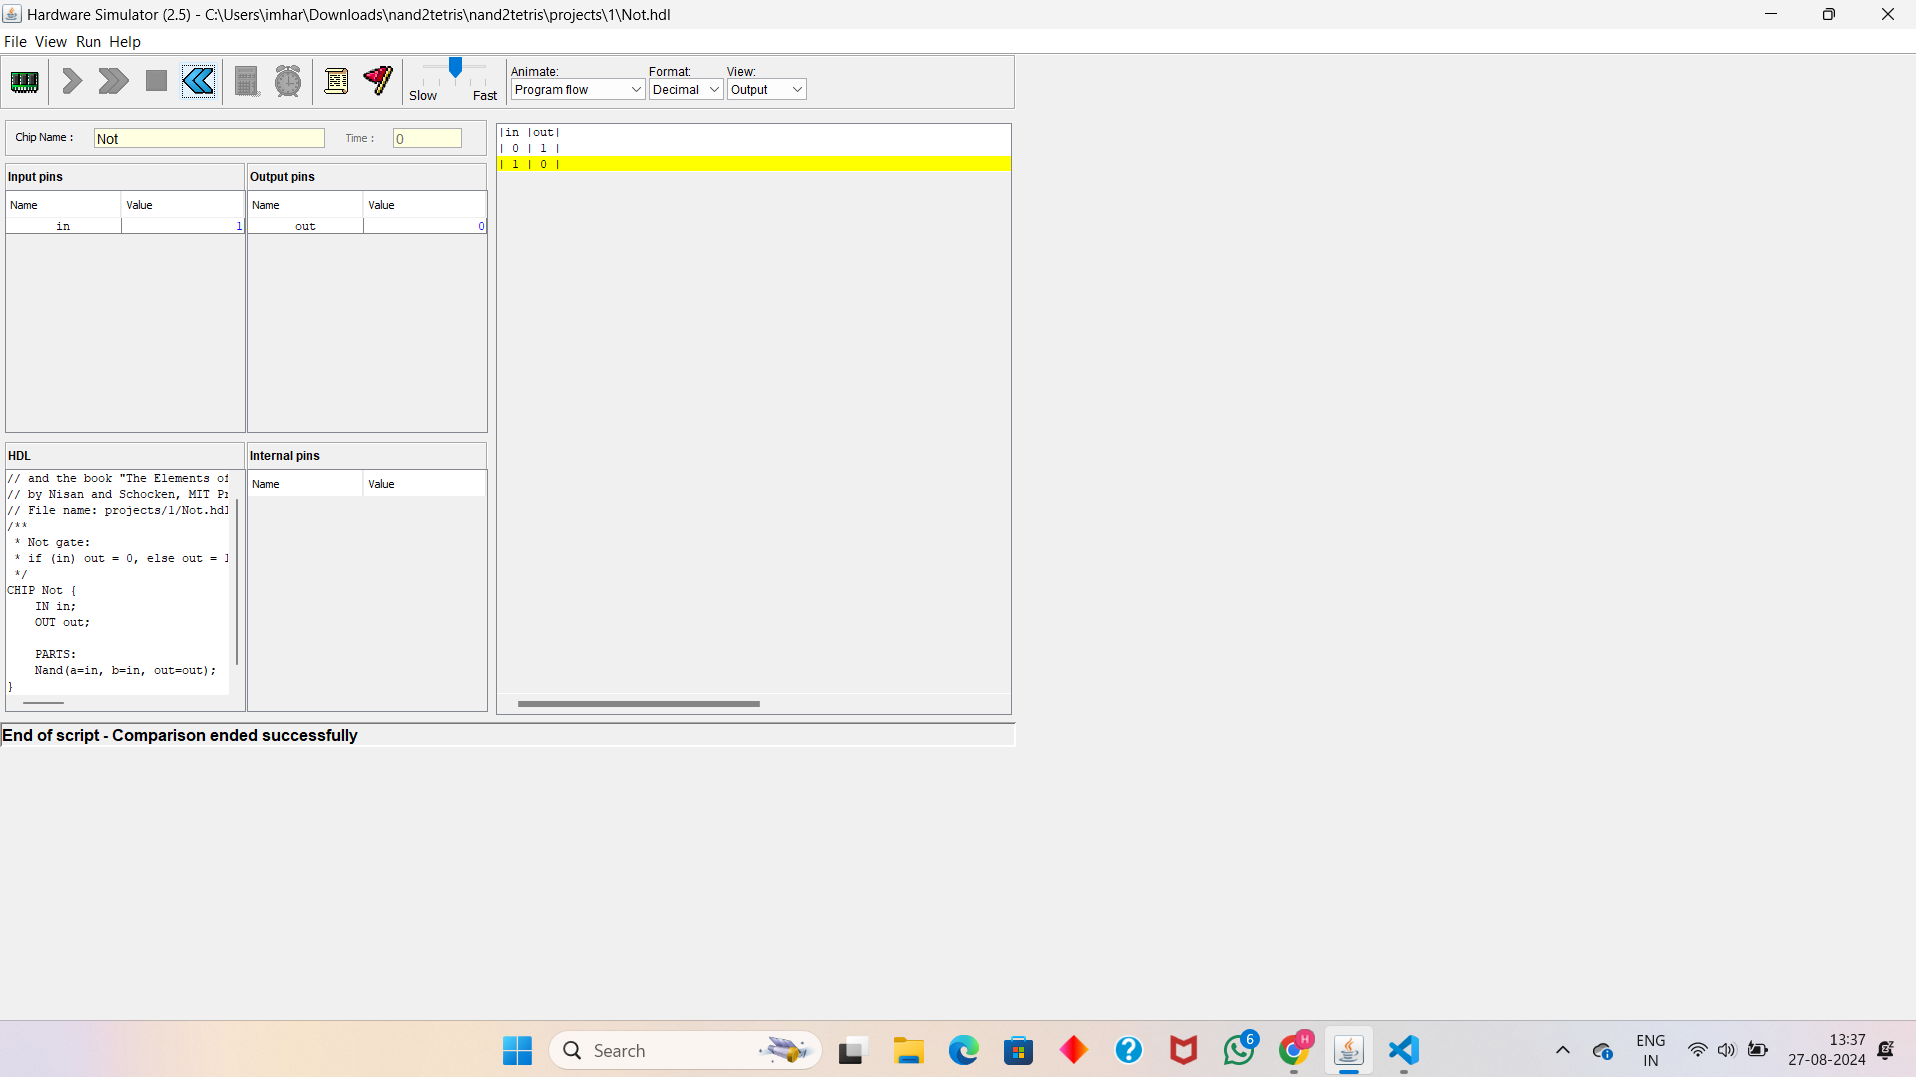 Hardware Simulator (2.5) - C:\Users\imhar\Downloads\nand2tetris\nand2tetris\projects\1\Not.hdl
File View Run Help
Slow Fast
Animate: Format: View:
Program flow Decimal Output
Chip Name : Not Time : 0
Input pins Output pins
Name Value Name Value
in 1 out 0
|in |out|
| 0 | 1 |
| 1 | 0 |
HDL Internal pins
Name Value
// and the book "The Elements of
// by Nisan and Schocken, MIT Pr
// File name: projects/1/Not.hdl
/**
* Not gate:
* if (in) out = 0, else out = 1
*/
CHIP Not {
IN in;
OUT out;
PARTS:
Nand(a=in, b=in, out=out);
}
End of script - Comparison ended successfully
Search
6
H
ENG
IN
13:37
27-08-2024